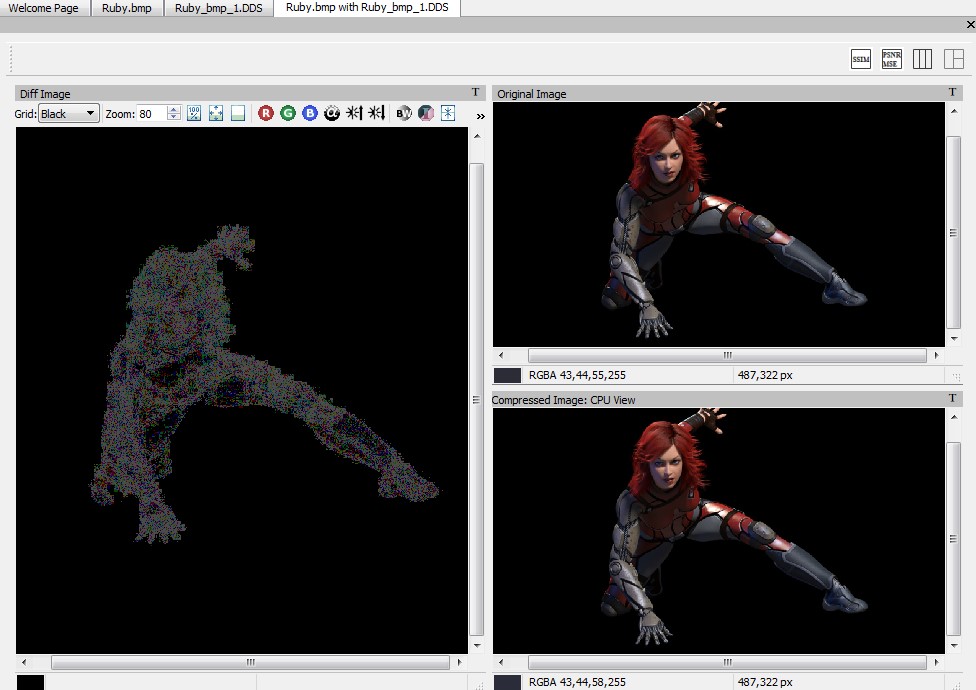 Welcome Page Ruby.bmp Ruby_bmp_1.DDS Ruby.bmp with Ruby_bmp_1.DDS
SSIM PSNR MSE
Diff Image T
Grid: Black Zoom: 80 100% R G B α BW »
Original Image T
RGBA 43,44,55,255 487,322 px
Compressed Image: CPU View T
RGBA 43,44,58,255 487,322 px